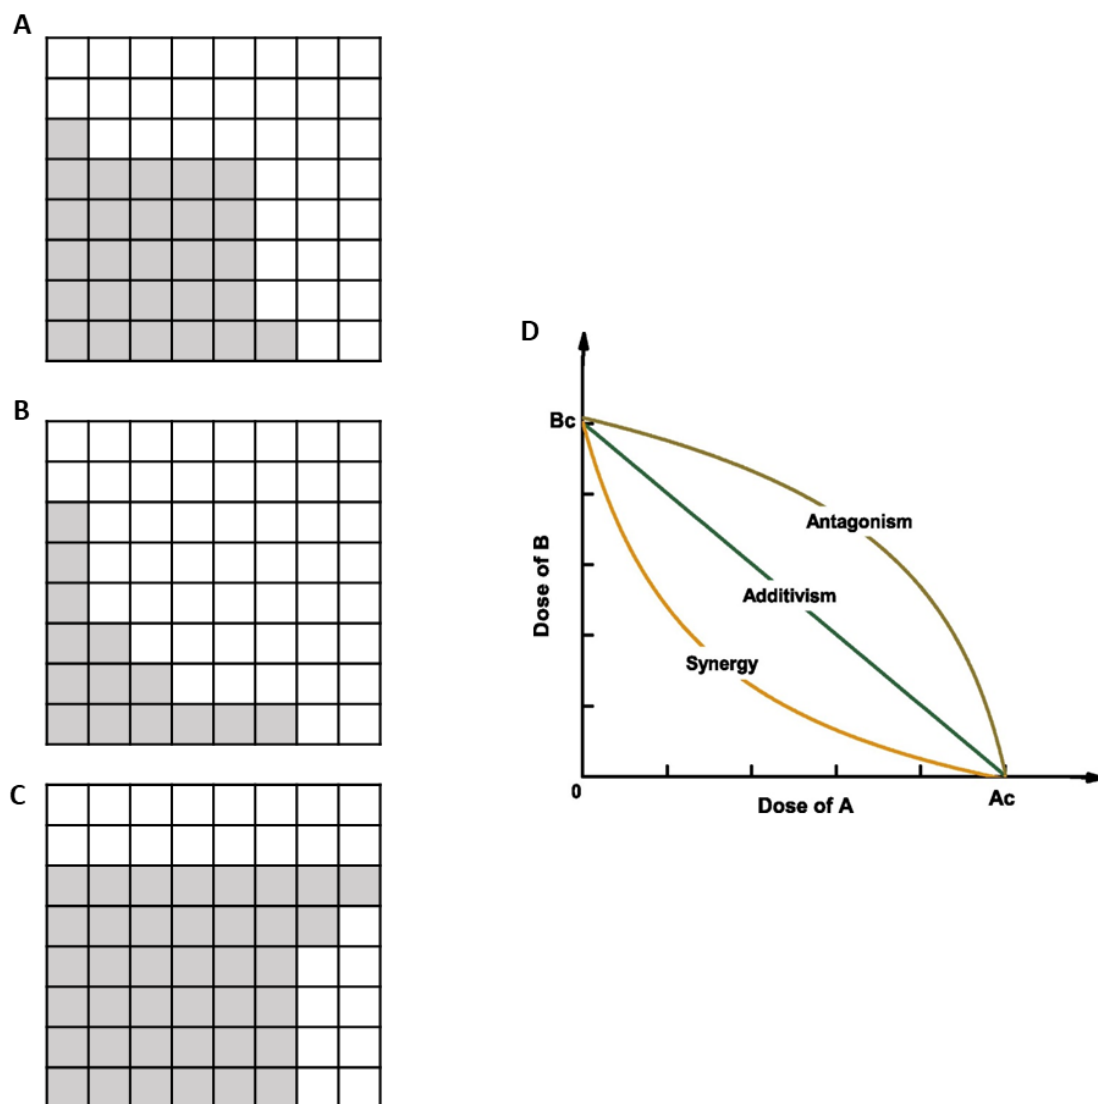 A
B
C
D
Bc
Antagonism
Additivism
Synergy
Dose of B
0
Dose of A
Ac